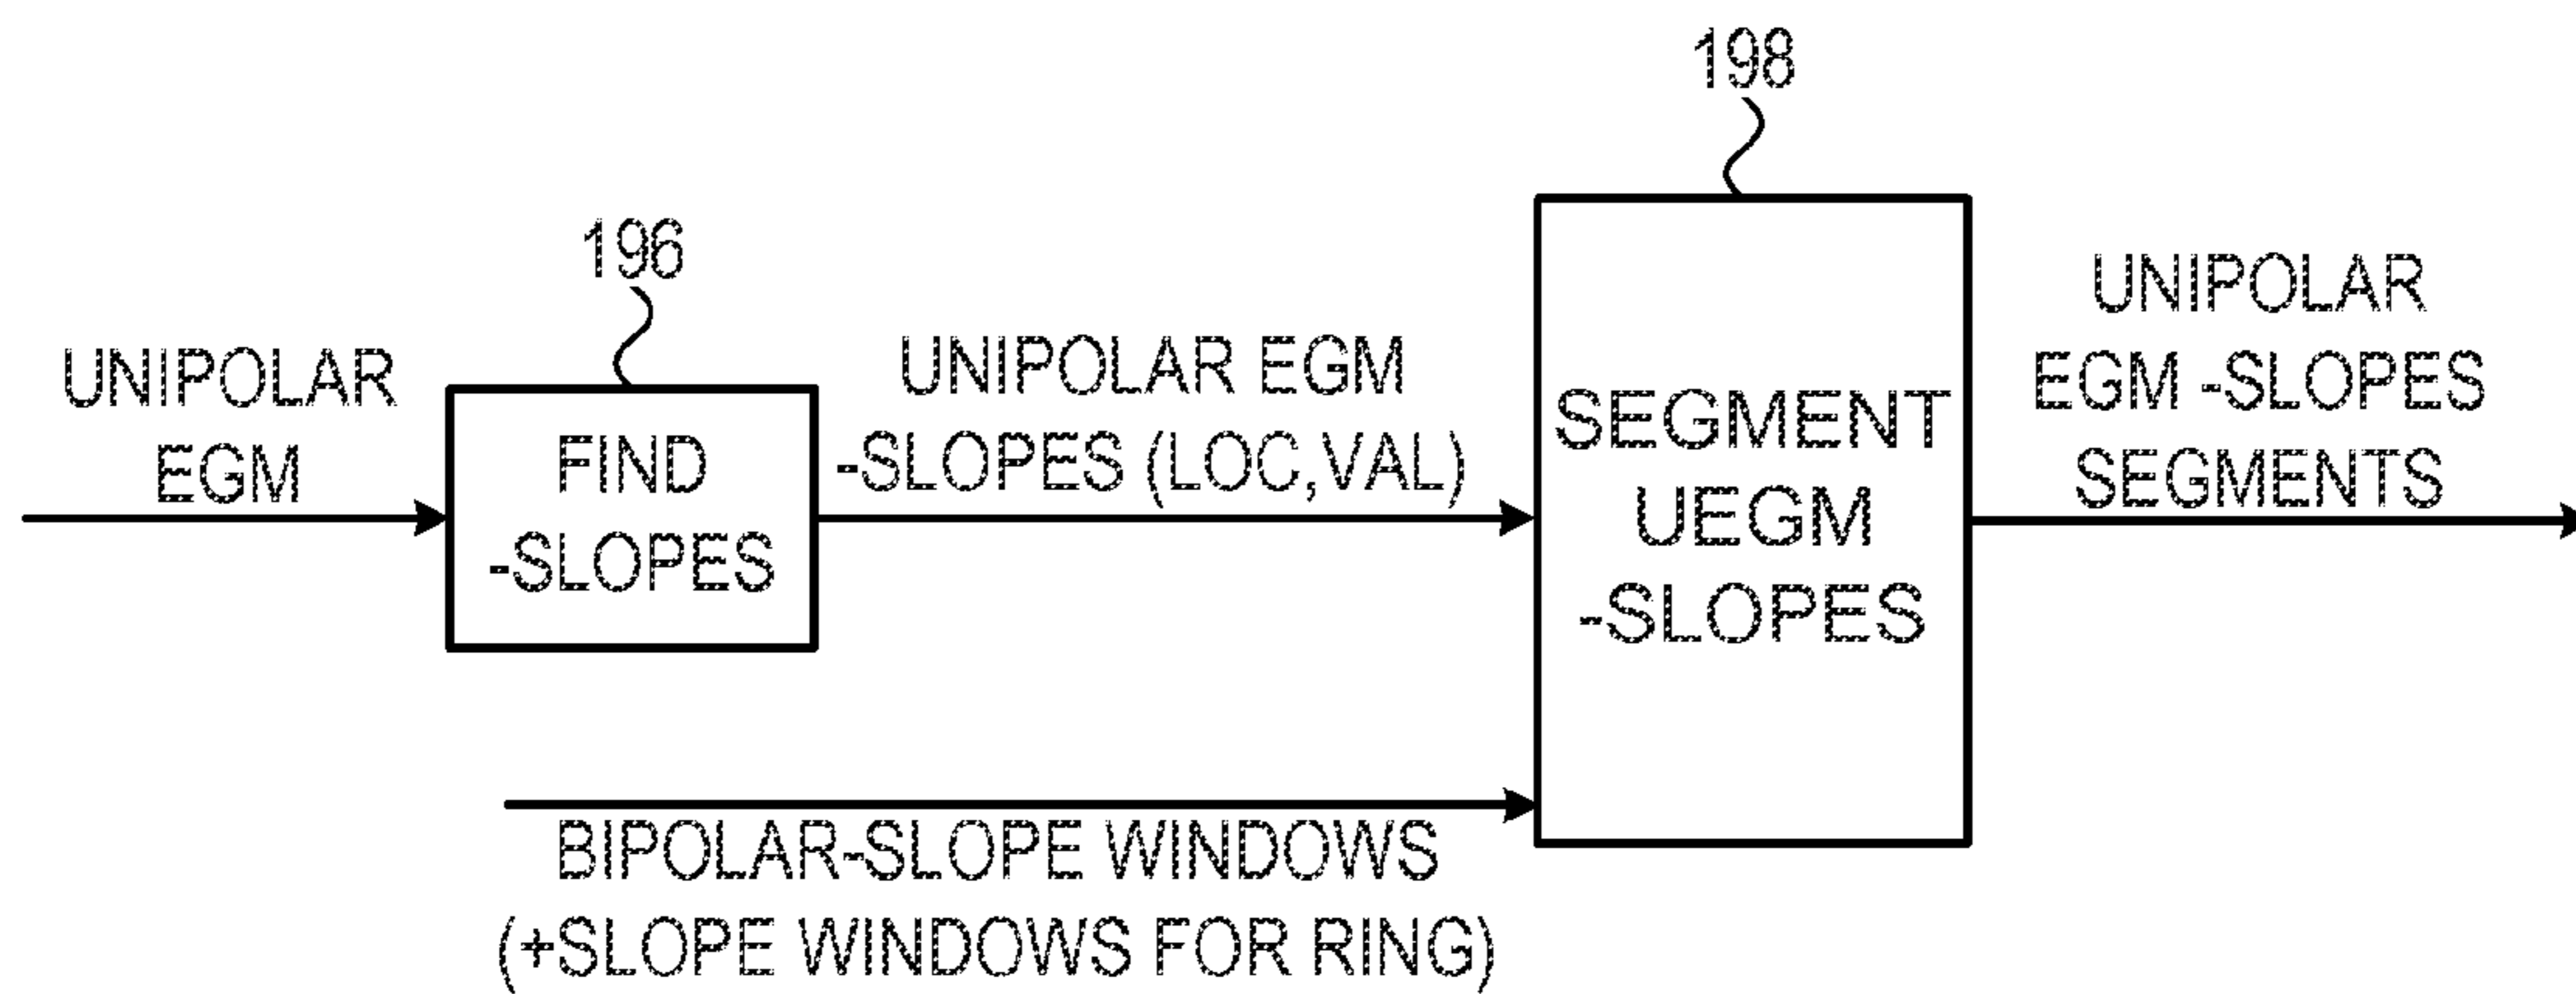 198
196
UNIPOLAR
EGM
FIND
-SLOPES
UNIPOLAR EGM
-SLOPES (LOC,VAL)
SEGMENT
UEGM
-SLOPES
UNIPOLAR
EGM -SLOPES
SEGMENTS
BIPOLAR-SLOPE WINDOWS
(+SLOPE WINDOWS FOR RING)